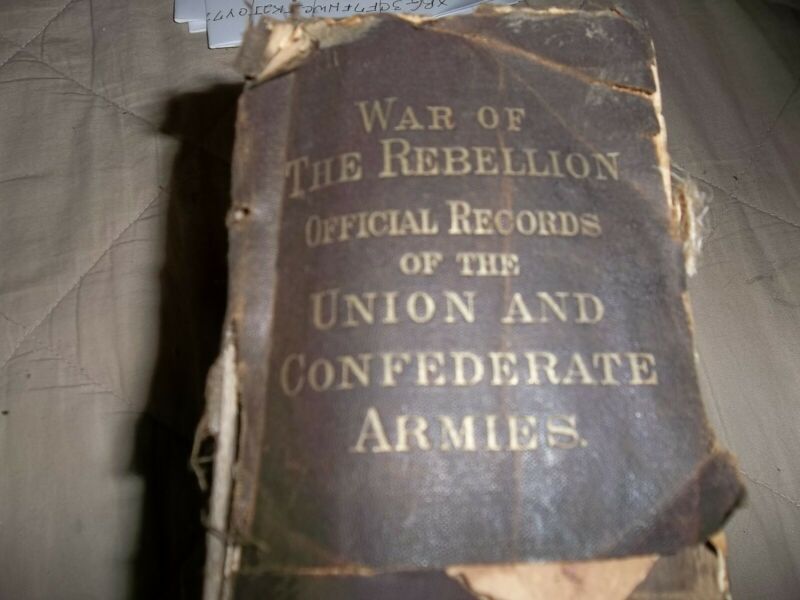 WAR OF
THE REBELLION
OFFICIAL RECORDS
OF THE
UNION AND
CONFEDERATE
ARMIES.